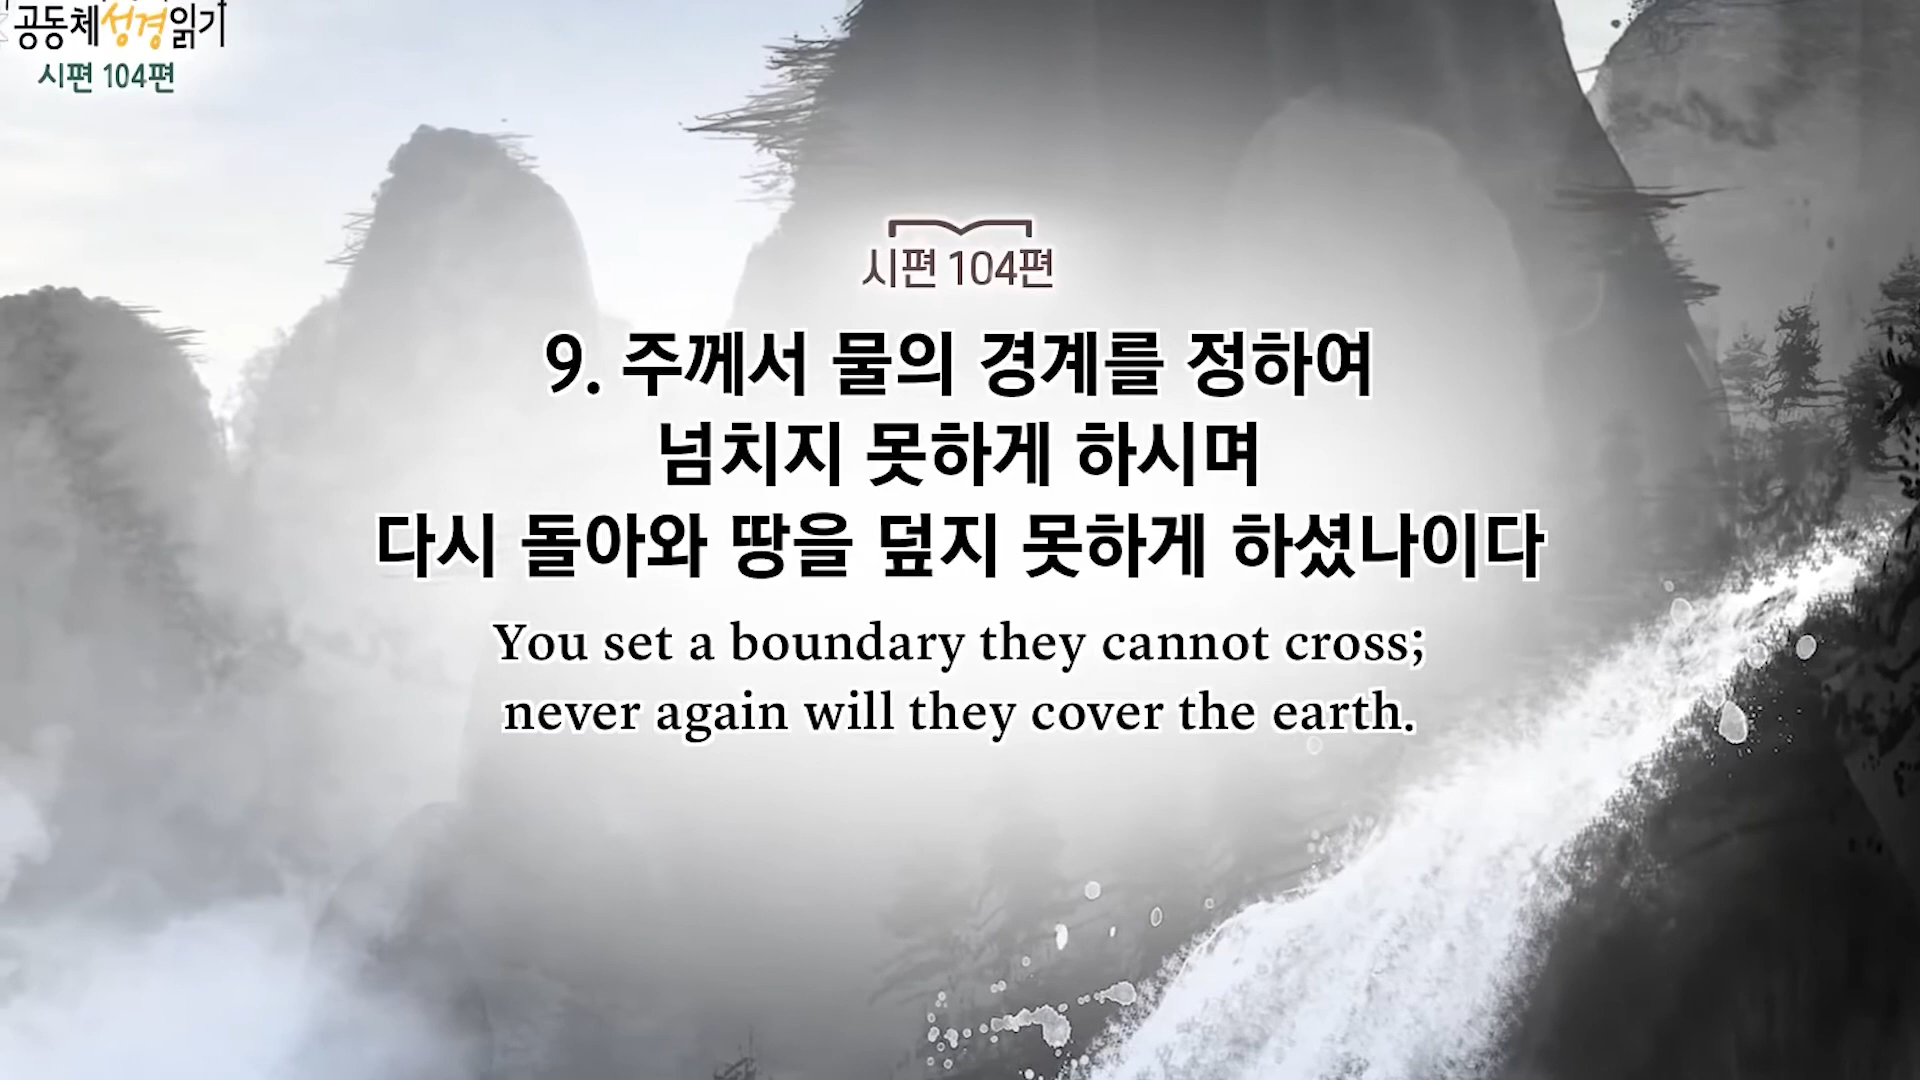 공동체성경읽기
시편 104편
시편 104편
9. 주께서 물의 경계를 정하여
넘치지 못하게 하시며
다시 돌아와 땅을 덮지 못하게 하셨나이다
You set a boundary they cannot cross;
never again will they cover the earth.